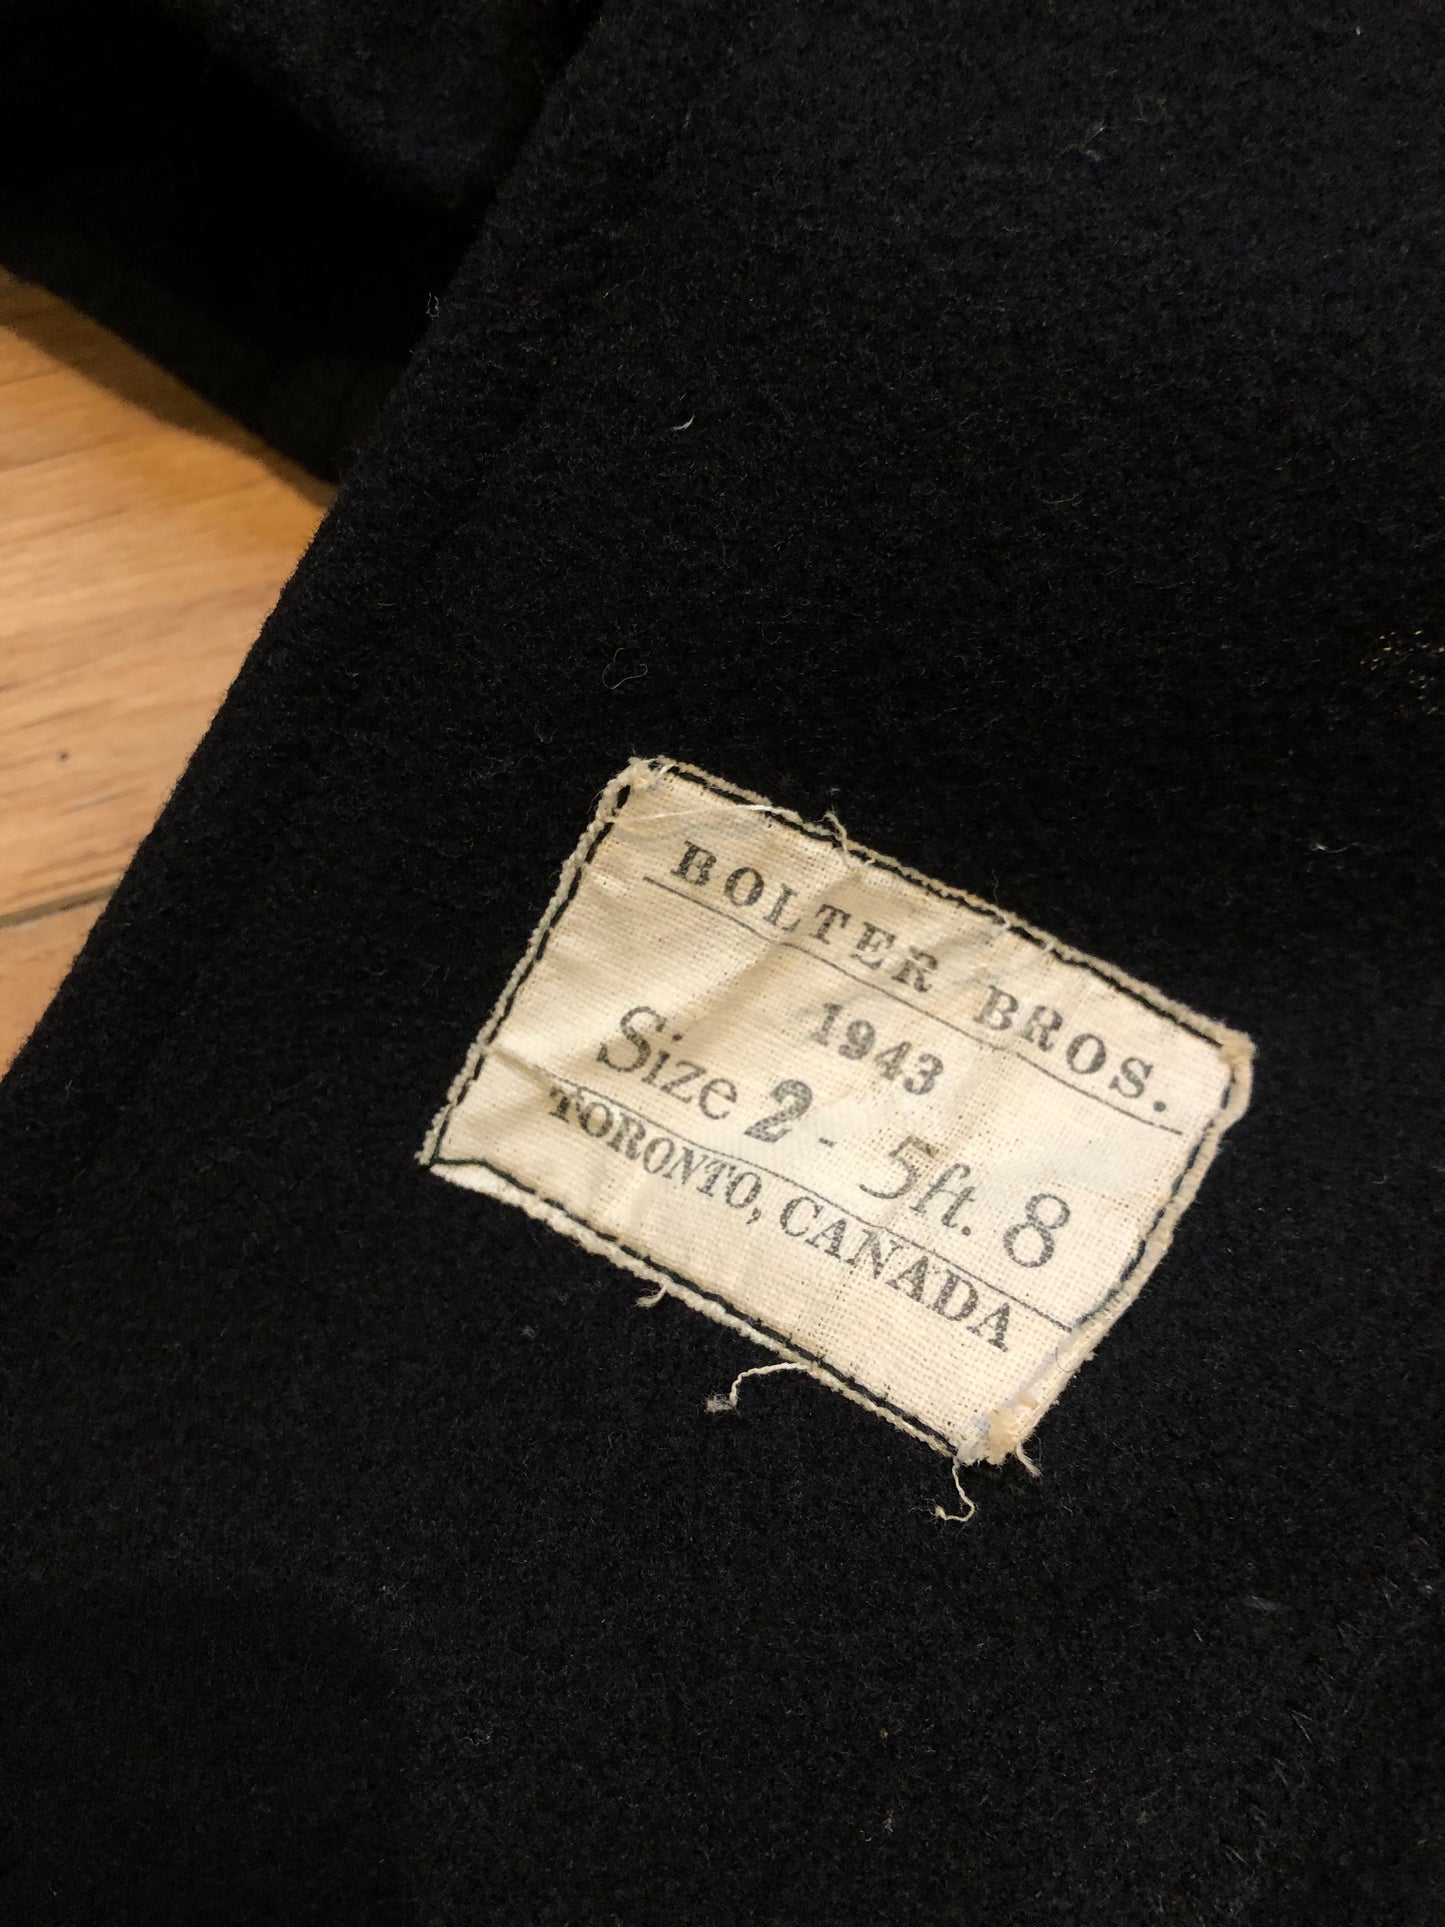 BOLTER BROS.
1943
Size 2 - 5ft. 8
TORONTO, CANADA